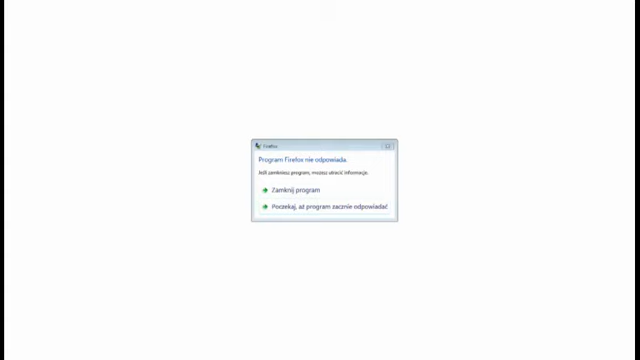 Firefox
Program Firefox nie odpowiada.
Jeśli zamkniesz program, możesz utracić informacje.
Zamknij program
Poczekaj, aż program zacznie odpowiadać